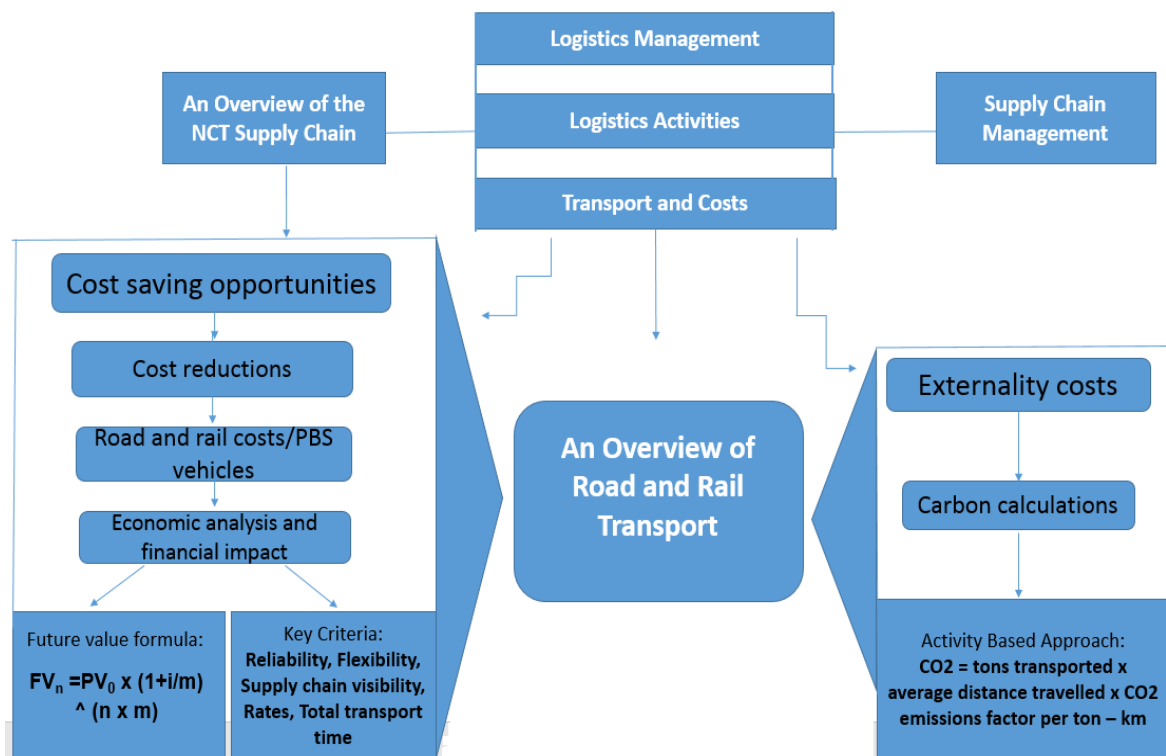 Logistics Management
An Overview of the
NCT Supply Chain
Logistics Activities
Supply Chain
Management
Transport and Costs
Cost saving opportunities
Cost reductions
Road and rail costs/PBS
vehicles
Economic analysis and
financial impact
Future value formula:
FVn =PV0 x (1+i/m)
^ (n x m)
Key Criteria:
Reliability, Flexibility,
Supply chain visibility,
Rates, Total transport
time
An Overview of
Road and Rail
Transport
Externality costs
Carbon calculations
Activity Based Approach:
CO2 = tons transported x
average distance travelled x CO2
emissions factor per ton – km